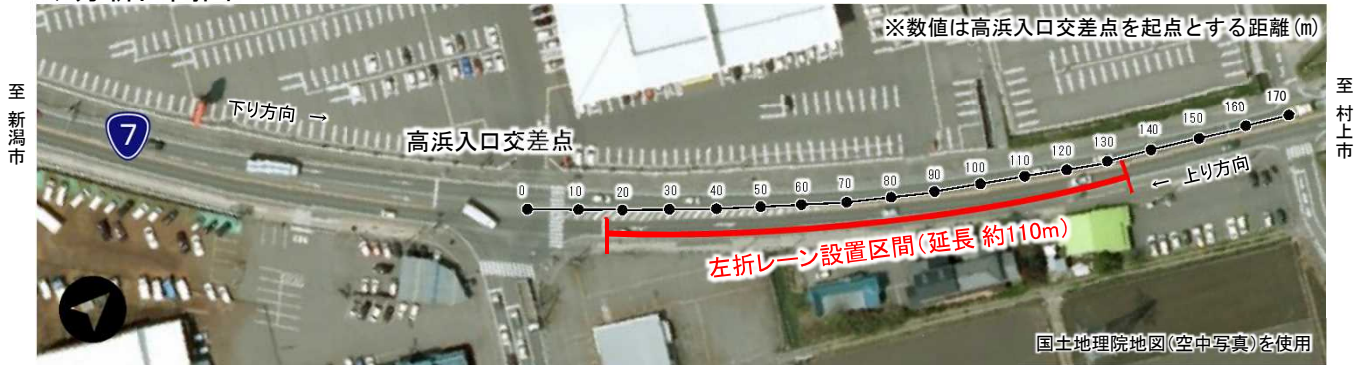 ※数値は高浜入口交差点を起点とする距離(m)
至 新潟市
至 村上市
下り方向 →
7
高浜入口交差点
0 10 20 30 40 50 60 70 80 90 100 110 120 130 140 150 160 170
← 上り方向
左折レーン設置区間(延長 約110m)
国土地理院地図(空中写真)を使用